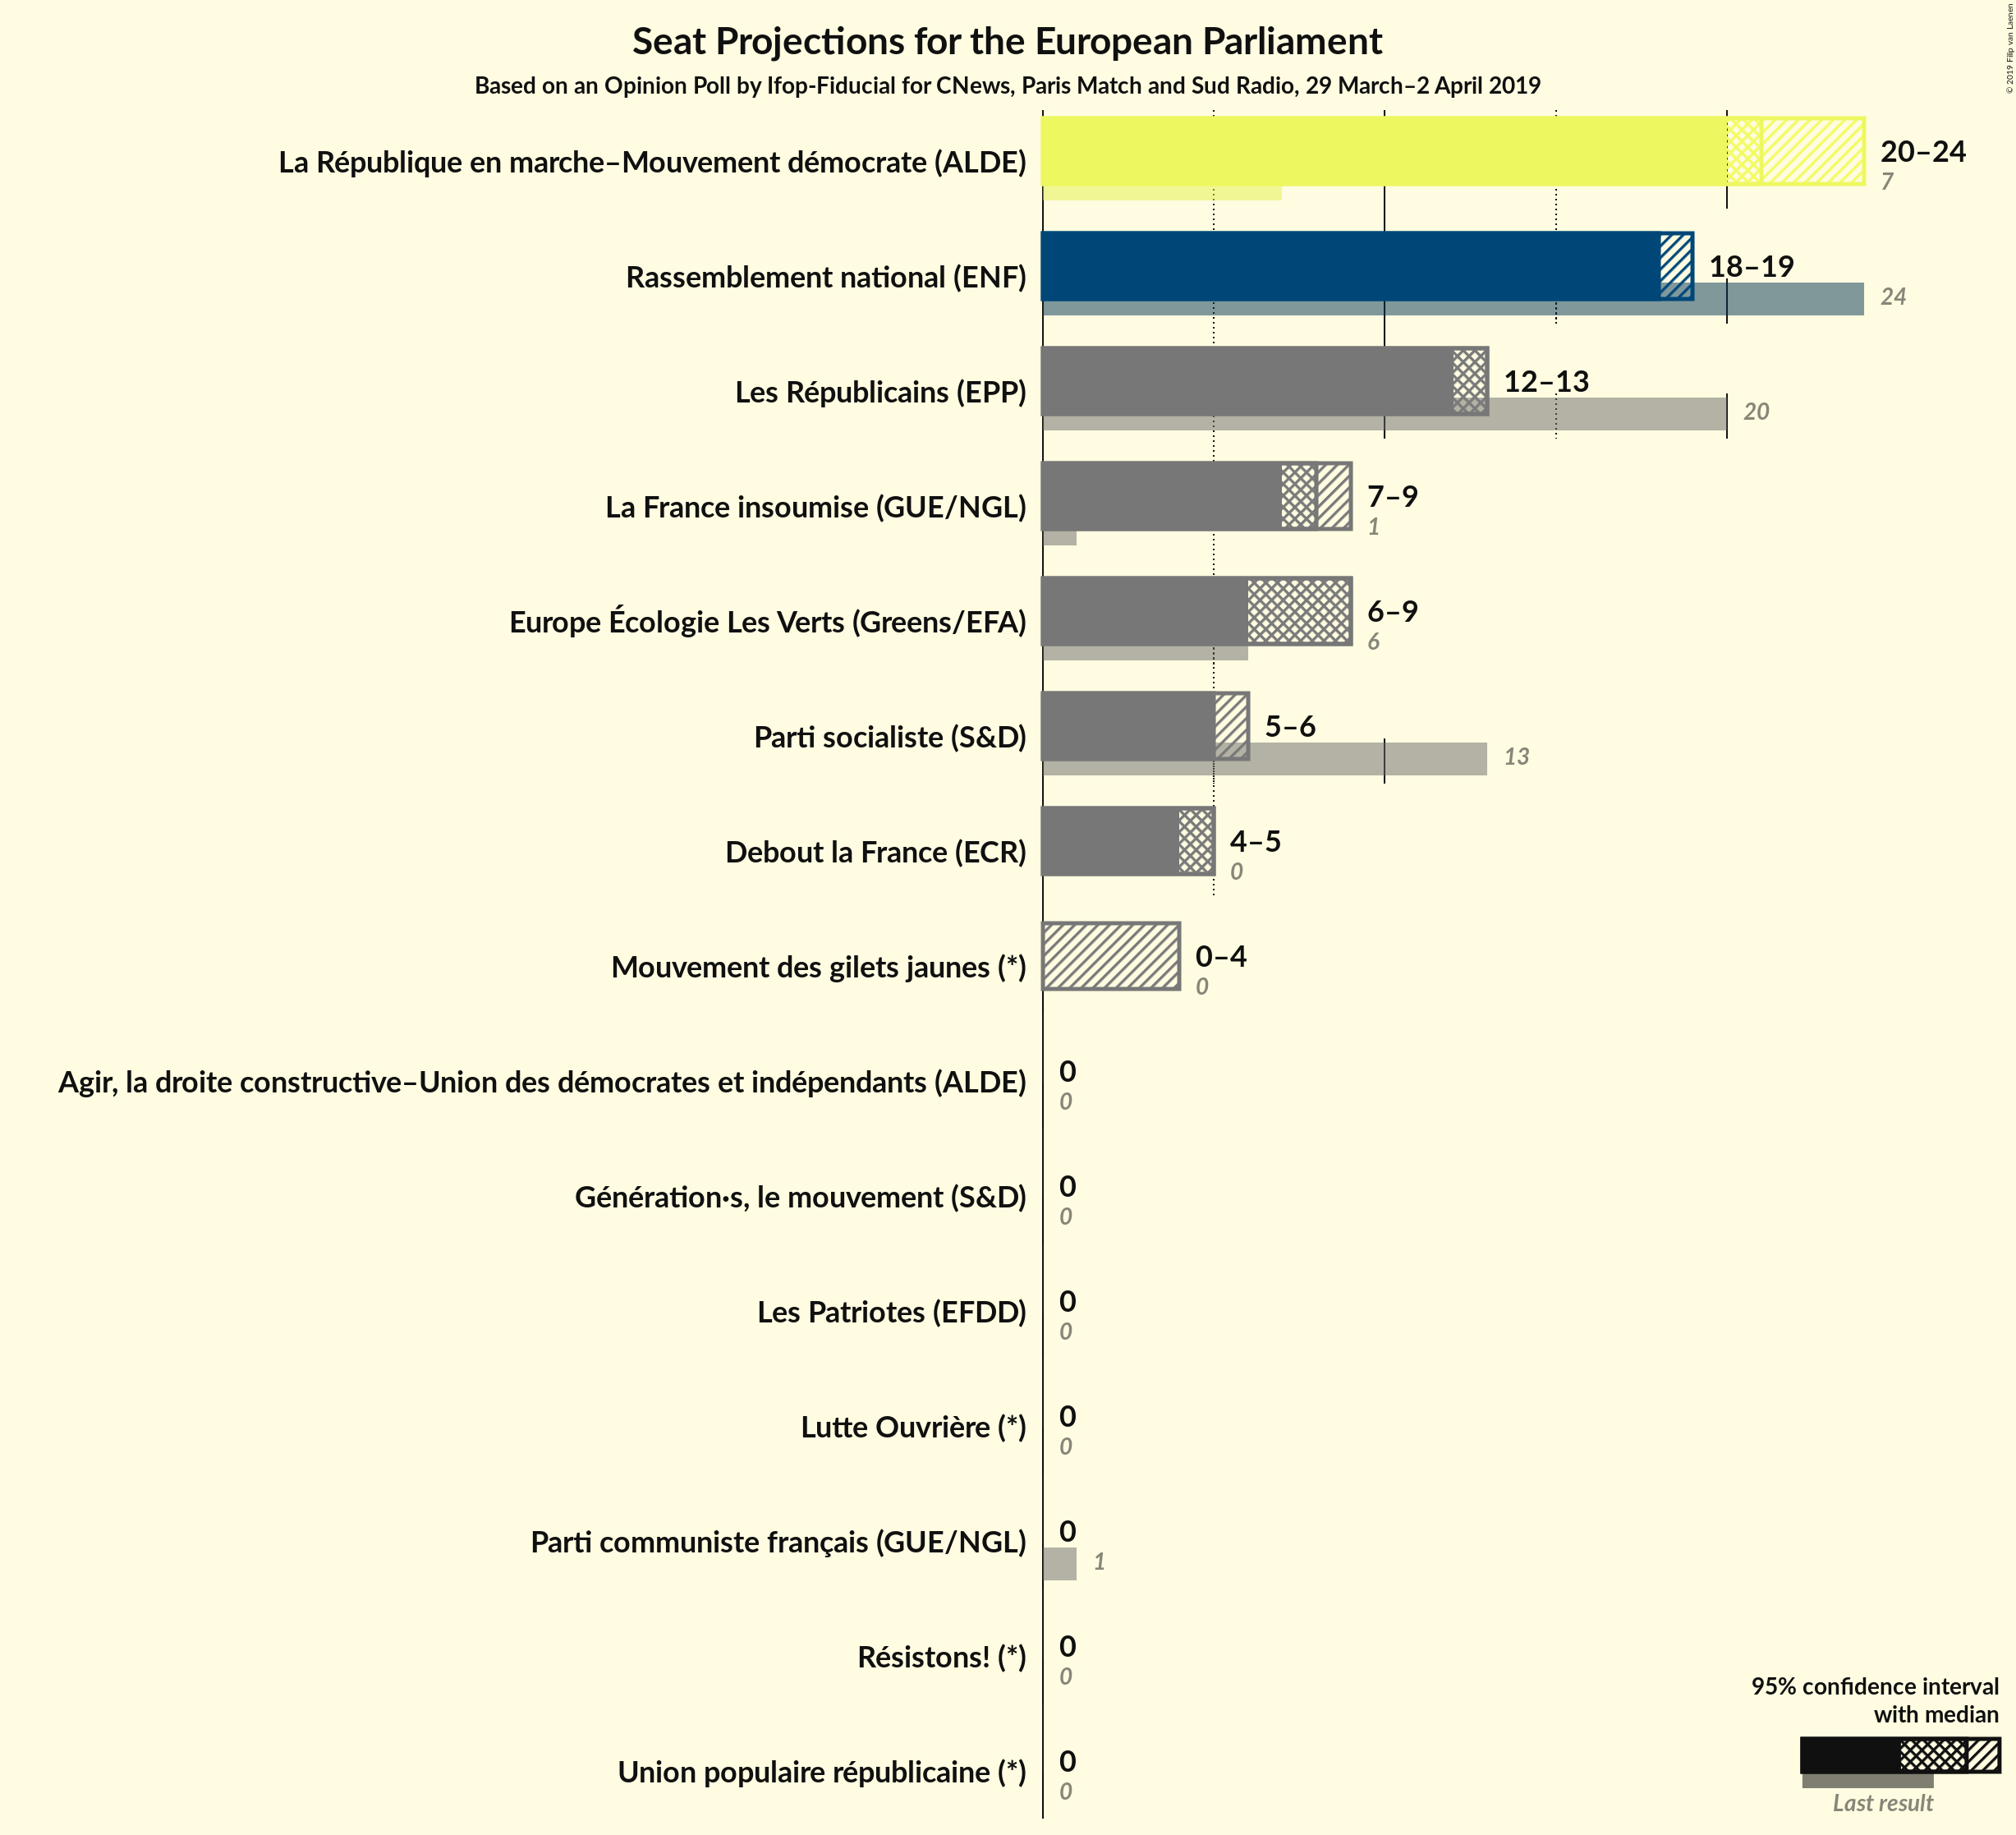 Seat Projections for the European Parliament
Based on an Opinion Poll by Ifop-Fiducial for CNews, Paris Match and Sud Radio, 29 March–2 April 2019
© 2019 Filip van Laenen
La République en marche–Mouvement démocrate (ALDE)
20–24
7
Rassemblement national (ENF)
18–19
24
Les Républicains (EPP)
12–13
20
La France insoumise (GUE/NGL)
7–9
1
Europe Écologie Les Verts (Greens/EFA)
6–9
6
Parti socialiste (S&D)
5–6
13
Debout la France (ECR)
4–5
0
Mouvement des gilets jaunes (*)
0–4
0
Agir, la droite constructive–Union des démocrates et indépendants (ALDE)
0
0
Génération·s, le mouvement (S&D)
0
0
Les Patriotes (EFDD)
0
0
Lutte Ouvrière (*)
0
0
Parti communiste français (GUE/NGL)
0
1
Résistons! (*)
0
0
Union populaire républicaine (*)
0
0
95% confidence interval
with median
Last result